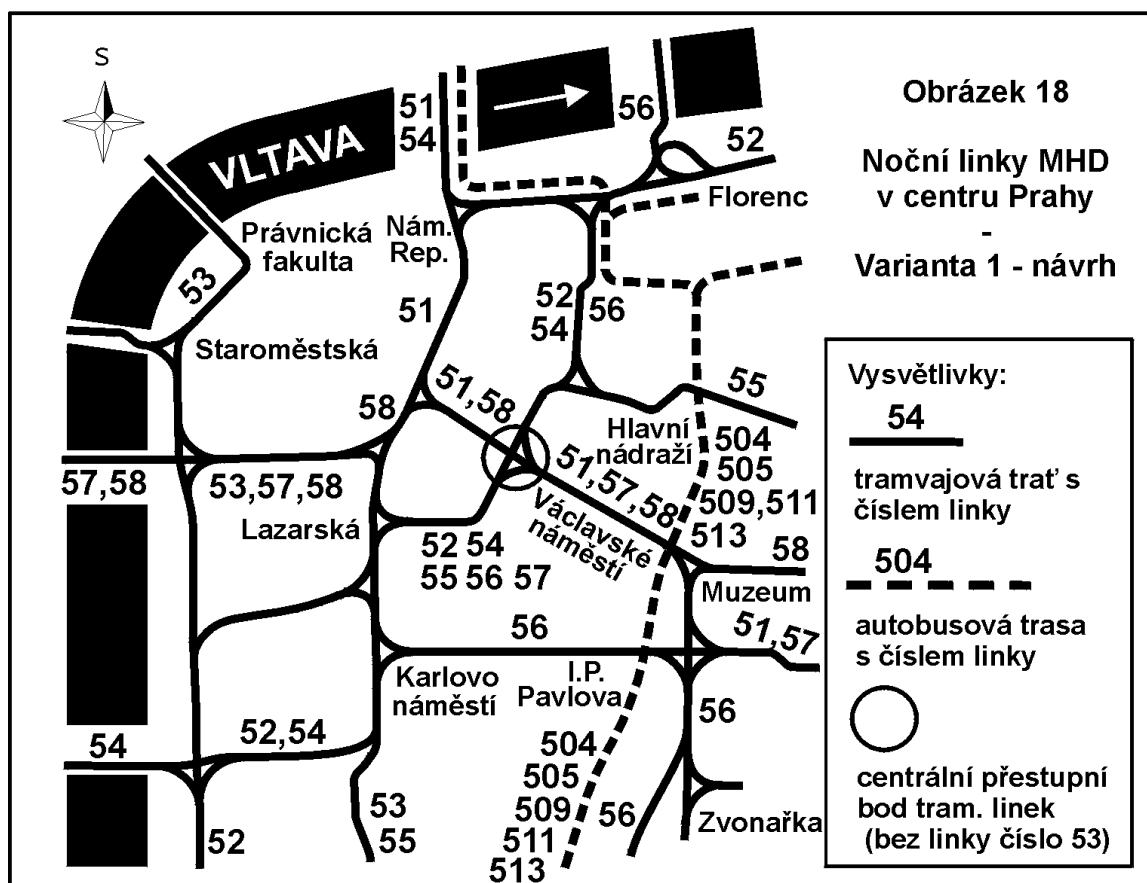 S
VLTAVA
51
54
56
52
Obrázek 18
Noční linky MHD
v centru Prahy
-
Varianta 1 - návrh
Florenc
Právnická
fakulta
Nám.
Rep.
53
51
52
54
56
Staroměstská
58
51,58
55
Hlavní
nádraží
504
505
509,511
513
57,58
53,57,58
51,57,58
Lazarská
Václavské
náměstí
52 54
55 56 57
58
Muzeum
56
51,57
Karlovo
náměstí
I.P.
Pavlova
56
54
52,54
504
505
509
511
513
52
53
55
56
Zvonařka
Vysvětlivky:
54
tramvajová trať s
číslem linky
504
autobusová trasa
s číslem linky
centrální přestupní
bod tram. linek
(bez linky číslo 53)